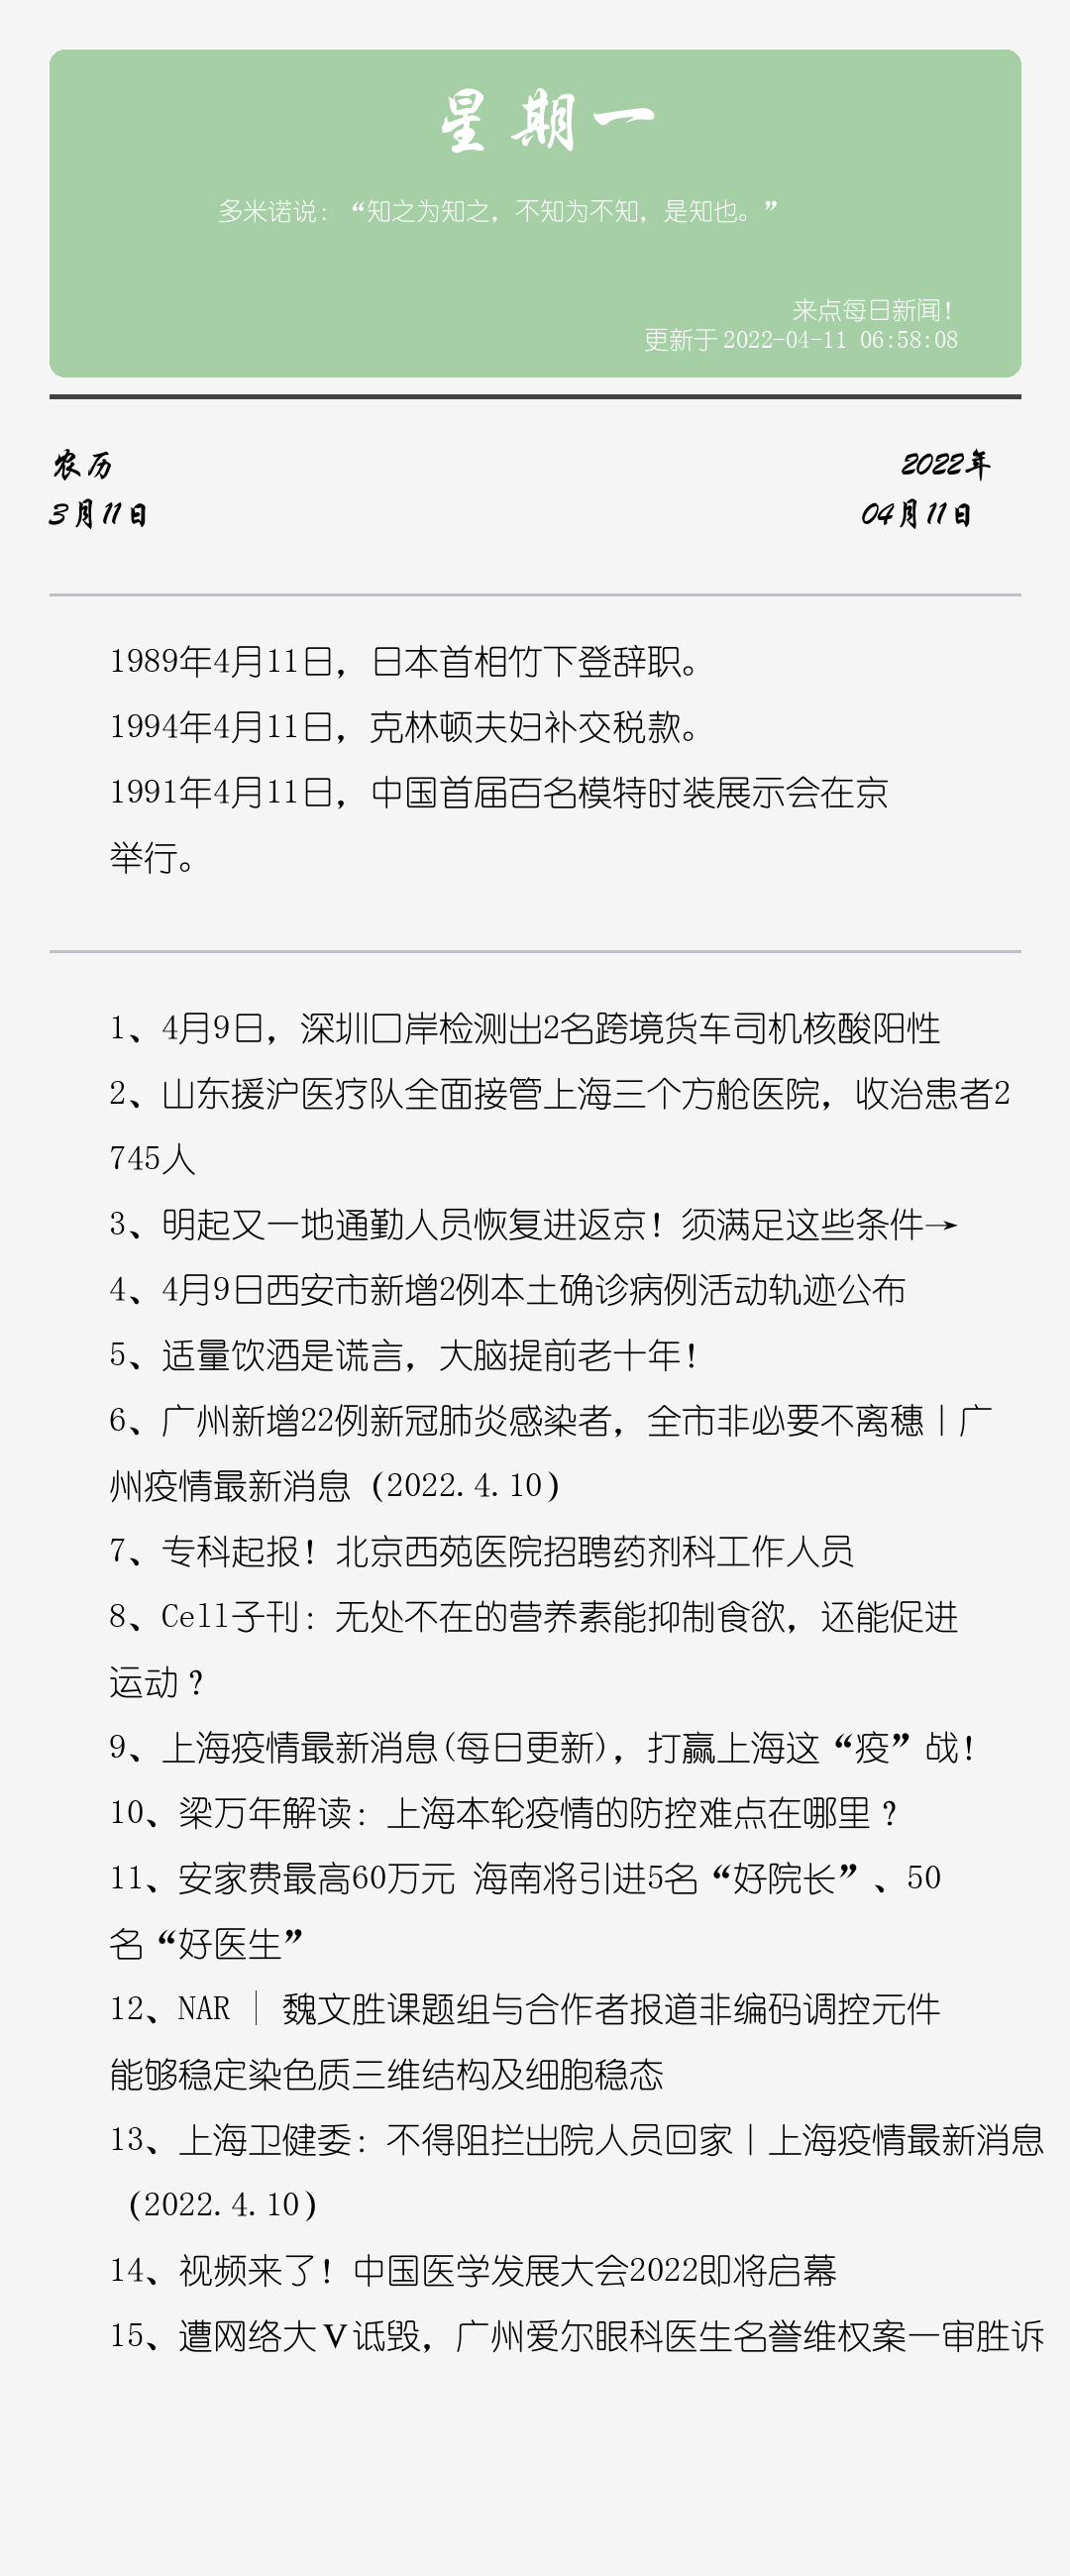 星期一
多米诺说：“知之为知之，不知为不知，是知也。”
来点每日新闻！
更新于2022-04-11 06:58:08
农历
2022年
3月11日
04月11日
1989年4月11日，日本首相竹下登辞职。
1994年4月11日，克林顿夫妇补交税款。
1991年4月11日，中国首届百名模特时装展示会在京
举行。
1、4月9日，深圳口岸检测出2名跨境货车司机核酸阳性
2、山东援沪医疗队全面接管上海三个方舱医院，收治患者2
745人
3、明起又一地通勤人员恢复进返京！须满足这些条件→
4、4月9日西安市新增2例本土确诊病例活动轨迹公布
5、适量饮酒是谎言，大脑提前老十年！
6、广州新增22例新冠肺炎感染者，全市非必要不离穗丨广
州疫情最新消息（2022.4.10）
7、专科起报！北京西苑医院招聘药剂科工作人员
8、Cell子刊：无处不在的营养素能抑制食欲，还能促进
运动？
9、上海疫情最新消息(每日更新)，打赢上海这“疫”战！
10、梁万年解读：上海本轮疫情的防控难点在哪里？
11、安家费最高60万元 海南将引进5名“好院长”、50
名“好医生”
12、NAR │ 魏文胜课题组与合作者报道非编码调控元件
能够稳定染色质三维结构及细胞稳态
13、上海卫健委：不得阻拦出院人员回家丨上海疫情最新消息
（2022.4.10）
14、视频来了！中国医学发展大会2022即将启幕
15、遭网络大Ⅴ诋毁，广州爱尔眼科医生名誉维权案一审胜诉